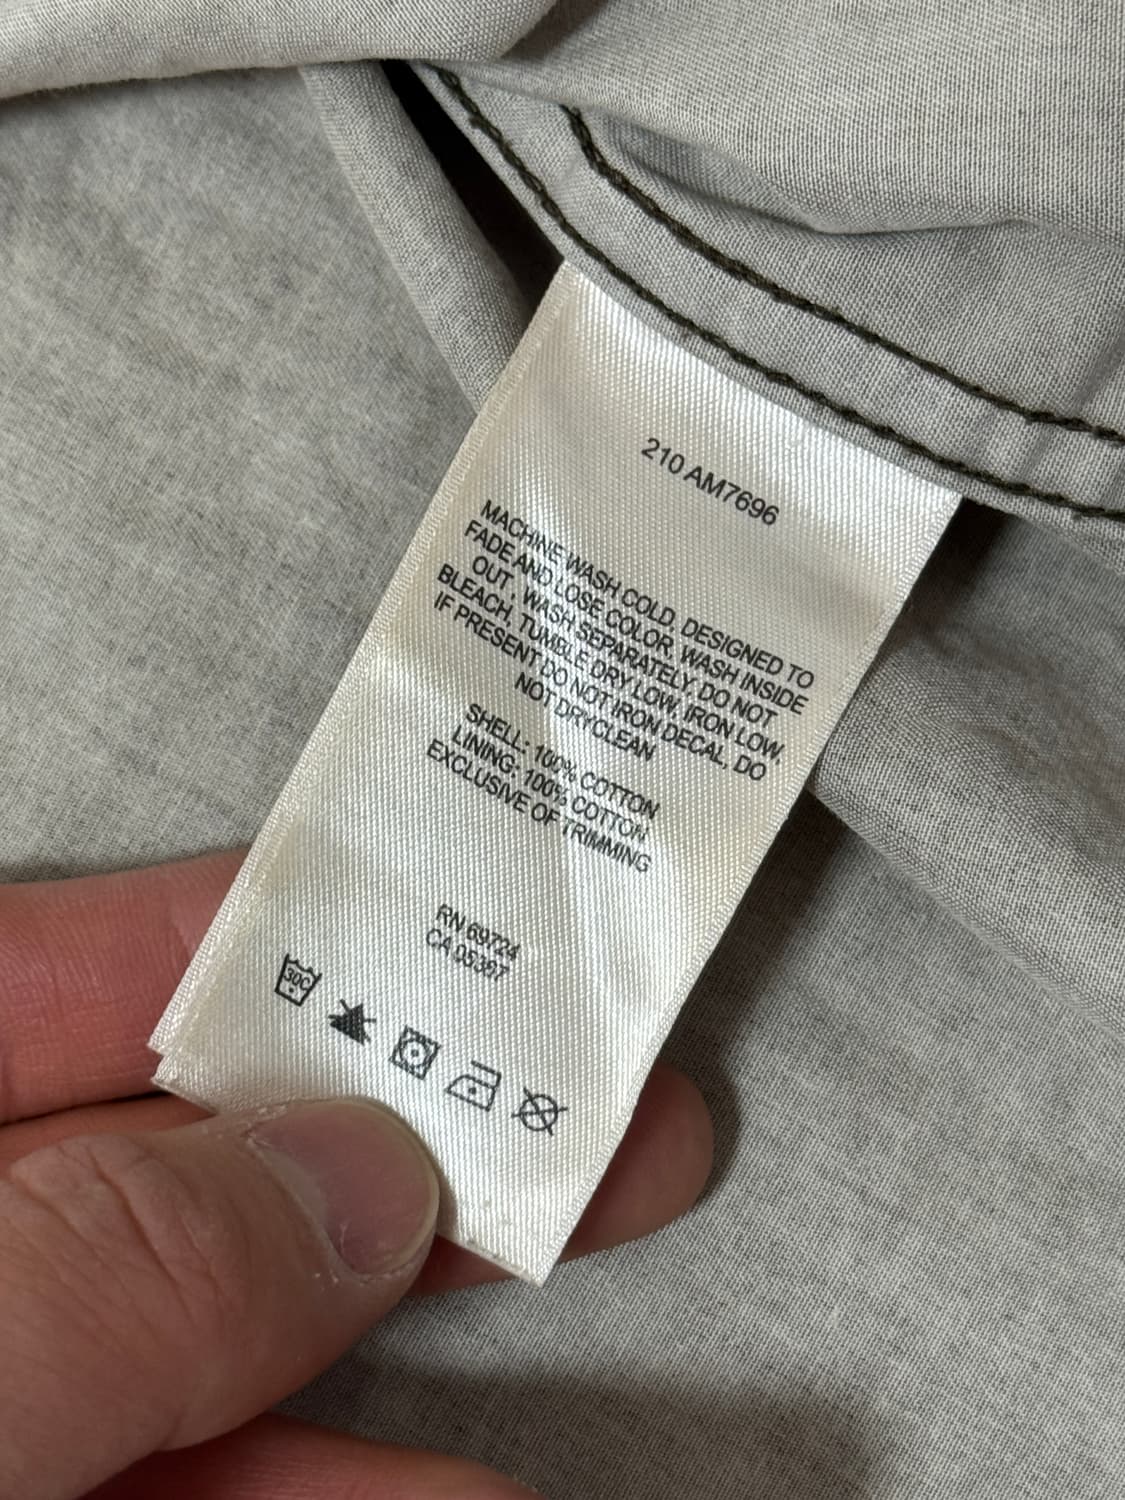 210 AM7696
MACHINE WASH COLD, DESIGNED TO
FADE AND LOSE COLOR, WASH INSIDE
OUT , WASH SEPARATELY, DO NOT
BLEACH, TUMBLE DRY LOW, IRON LOW,
IF PRESENT DO NOT IRON DECAL, DO
NOT DRYCLEAN
SHELL: 100% COTTON
LINING: 100% COTTON
EXCLUSIVE OF TRIMMING
RN 69724
CA 05367
30C